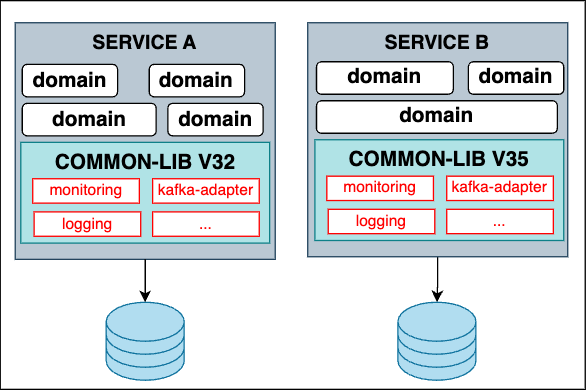 SERVICE A
domain
domain
domain
domain
COMMON-LIB V32
monitoring
kafka-adapter
logging
...
SERVICE B
domain
domain
domain
COMMON-LIB V35
monitoring
kafka-adapter
logging
...